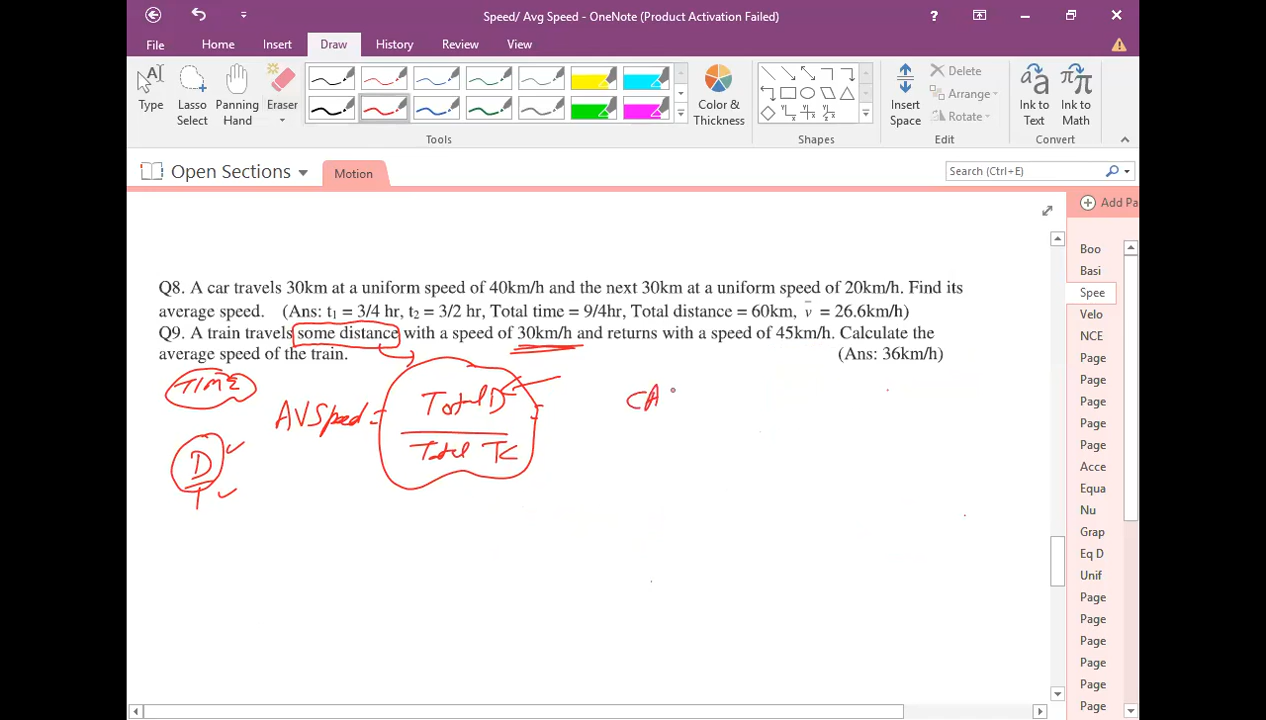 Speed/ Avg Speed - OneNote (Product Activation Failed)
?
File Home Insert Draw History Review View
Type
Lasso Select
Panning Hand
Eraser
Tools
Color & Thickness
Shapes
Insert Space
Delete
Arrange
Rotate
Edit
Ink to Text
Ink to Math
Convert
Open Sections
Motion
Search (Ctrl+E)
Add Pa
Q8. A car travels 30km at a uniform speed of 40km/h and the next 30km at a uniform speed of 20km/h. Find its
average speed. (Ans: t₁ = 3/4 hr, t₂ = 3/2 hr, Total time = 9/4hr, Total distance = 60km, v̄ = 26.6km/h)
Q9. A train travels some distance with a speed of 30km/h and returns with a speed of 45km/h. Calculate the
average speed of the train. (Ans: 36km/h)
TIME
AVSpeed = Total D =
Total T
D
T
CA
Boo
Basi
Spee
Velo
NCE
Page
Page
Page
Page
Page
Acce
Equa
Nu
Grap
Eq D
Unif
Page
Page
Page
Page
Page
Page